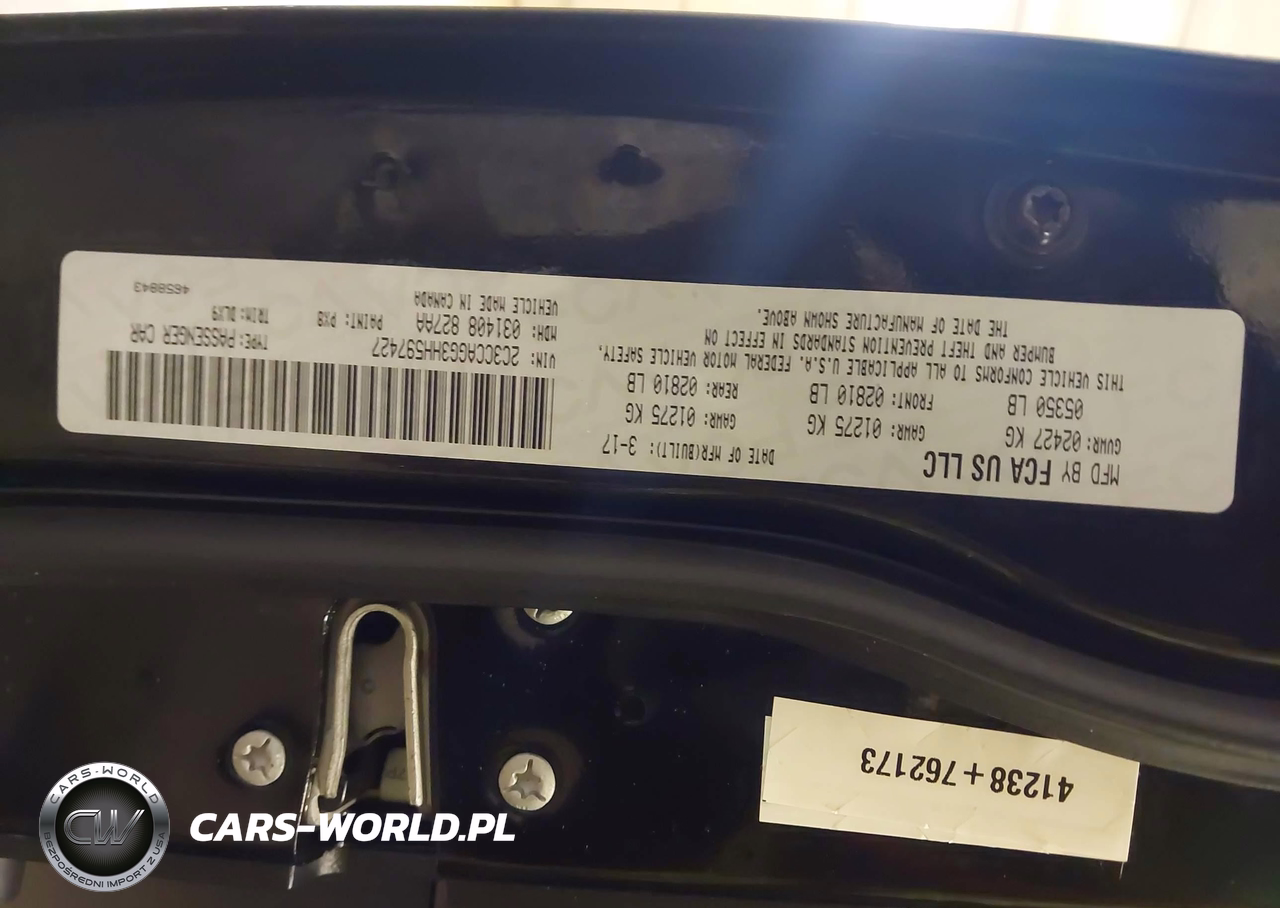 MFD BY FCA US LLC
DATE OF MFR(BUILT): 3-17
GVWR: 02427 KG
GAWR: 01275 KG
GAWR: 01275 KG
05350 LB
FRONT: 02810 LB
REAR: 02810 LB
THIS VEHICLE CONFORMS TO ALL APPLICABLE U.S.A. FEDERAL MOTOR VEHICLE SAFETY,
BUMPER AND THEFT PREVENTION STANDARDS IN EFFECT ON
THE DATE OF MANUFACTURE SHOWN ABOVE.
VIN: 2C3CCAGG3HH597427
TYPE: PASSENGER CAR
MDH: 031408 827AA
PAINT: PX8
TRIM: DLX9
VEHICLE MADE IN CANADA
4658843
41238 + 762173
CARS-WORLD
CW
BEZPOŚREDNI IMPORT Z USA
CARS-WORLD.PL